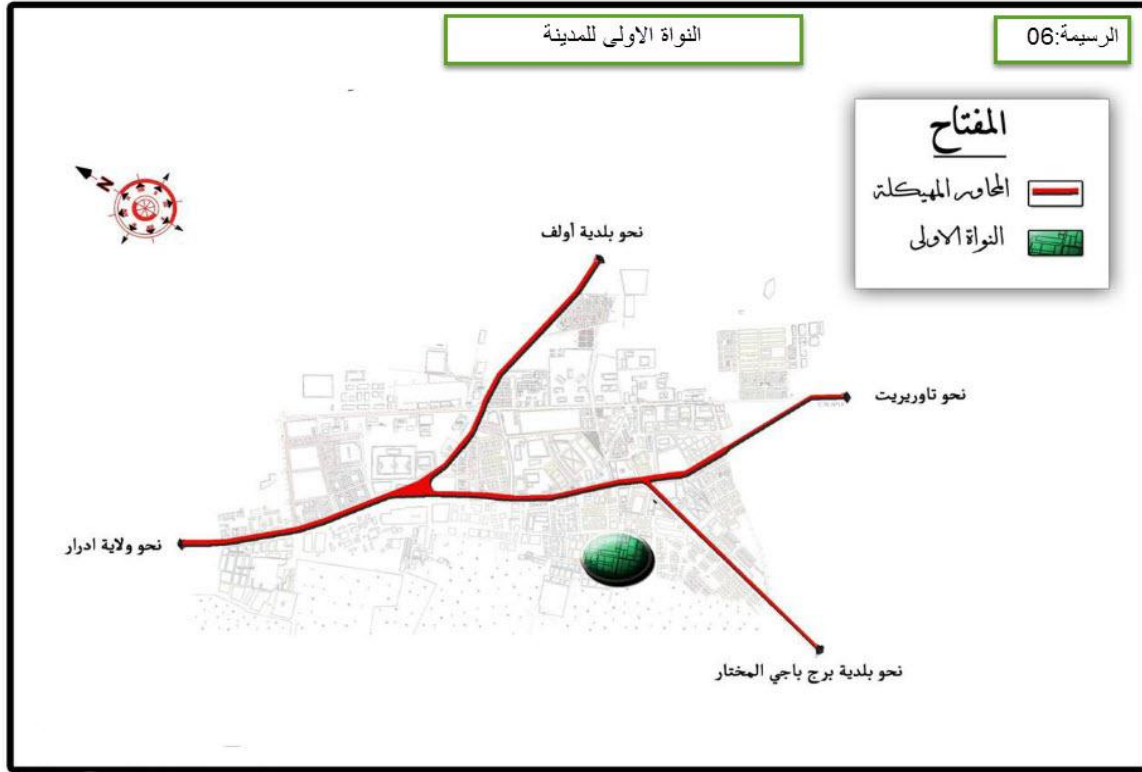 الرسيمة:06
النواة الاولى للمدينة
المفتاح
المحاور المهيكلة
النواة الاولى
N
نحو بلدية أولف
نحو تاوريريت
نحو ولاية ادرار
نحو بلدية برج باجي المختار